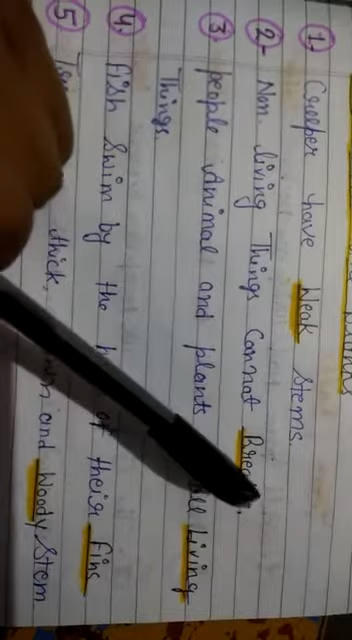 1. Creeper have Weak stems.
2- Non-living Things Cannot
3. people Animal and plants Living
Things.
4. Fish Swim by the of their fins
5 thick, and Woody Stem